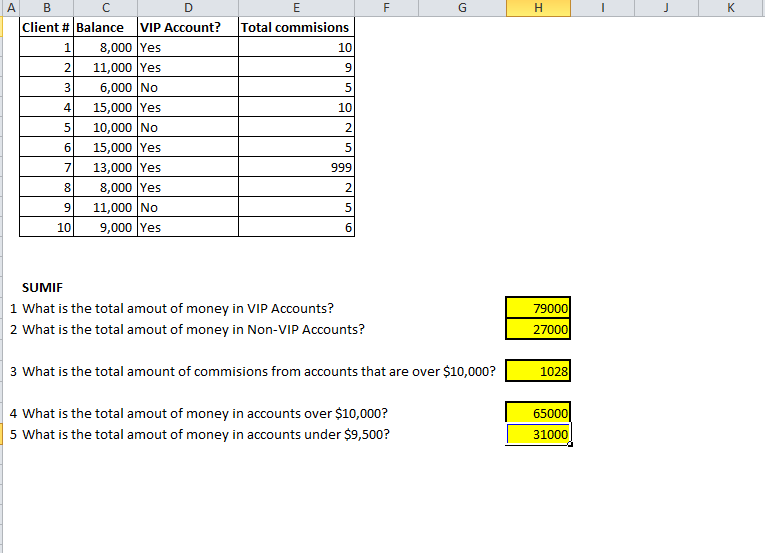 A B C D E F G H I J K
Client # Balance VIP Account? Total commisions
1 8,000 Yes 10
2 11,000 Yes 9
3 6,000 No 5
4 15,000 Yes 10
5 10,000 No 2
6 15,000 Yes 5
7 13,000 Yes 999
8 8,000 Yes 2
9 11,000 No 5
10 9,000 Yes 6
SUMIF
1 What is the total amout of money in VIP Accounts? 79000
2 What is the total amout of money in Non-VIP Accounts? 27000
3 What is the total amount of commisions from accounts that are over $10,000? 1028
4 What is the total amout of money in accounts over $10,000? 65000
5 What is the total amout of money in accounts under $9,500? 31000